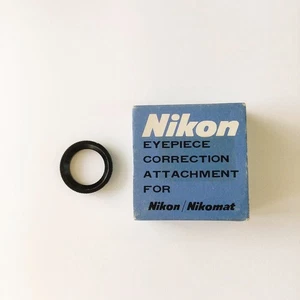 Nikon
EYEPIECE
CORRECTION
ATTACHMENT
FOR
Nikon/Nikomat